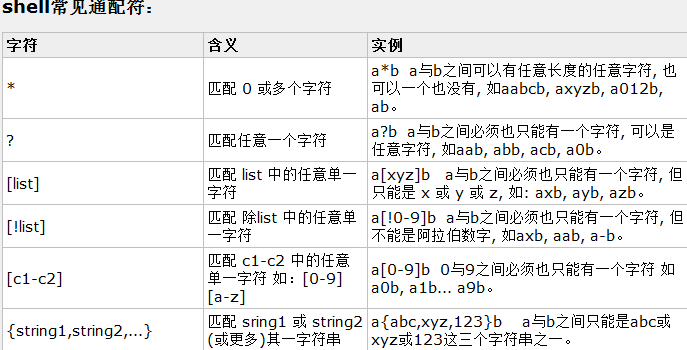 shell常见通配符：
字符 含义 实例
* 匹配 0 或多个字符 a*b a与b之间可以有任意长度的任意字符, 也
可以一个也没有, 如aabcb, axyzb, a012b,
ab。
? 匹配任意一个字符 a?b a与b之间必须也只能有一个字符, 可以是
任意字符, 如aab, abb, acb, a0b。
[list] 匹配 list 中的任意单一
字符 a[xyz]b a与b之间必须也只能有一个字符, 但
只能是 x 或 y 或 z, 如: axb, ayb, azb。
[!list] 匹配 除list 中的任意单
一字符 a[!0-9]b a与b之间必须也只能有一个字符, 但
不能是阿拉伯数字, 如axb, aab, a-b。
[c1-c2] 匹配 c1-c2 中的任意
单一字符 如：[0-9]
[a-z] a[0-9]b 0与9之间必须也只能有一个字符 如
a0b, a1b... a9b。
{string1,string2,...} 匹配 sring1 或 string2
(或更多)其一字符串 a{abc,xyz,123}b a与b之间只能是abc或
xyz或123这三个字符串之一。